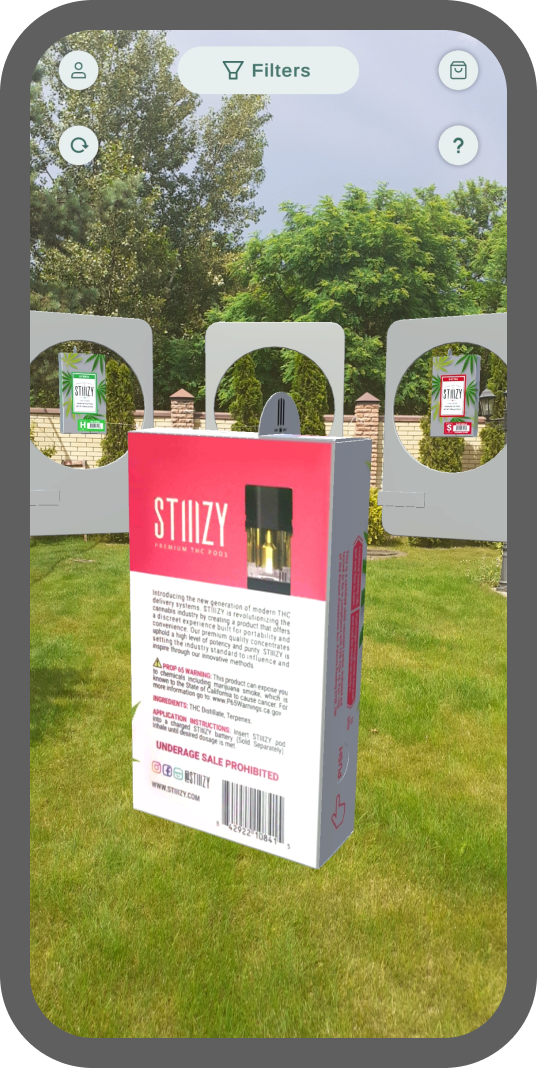 Filters
?
STIIIZY
H
STIIIZY
S
STIIIZY
PREMIUM THC PODS
Introducing the new generation of modern THC
delivery systems. STIIIZY is revolutionizing the
cannabis industry by creating a product that offers
a discreet experience built for portability and
convenience. Our premium quality concentrates
uphold a high level of potency and purity. STIIIZY is
setting the industry standard to influence and
inspire through our innovative methods.
PROP 65 WARNING: This product can expose you
to chemicals including marijuana smoke, which is
known to the State of California to cause cancer. For
more information go to: www.P65Warnings.ca.gov
INGREDIENTS: THC Distillate, Terpenes.
APPLICATION INSTRUCTIONS: Insert STIIIZY pod
into a charged STIIIZY battery (Sold Separately)
Inhale until desired dosage is met.
UNDERAGE SALE PROHIBITED
#STIIIZY
WWW.STIIIZY.COM
8 42922 10841 5
PUSH